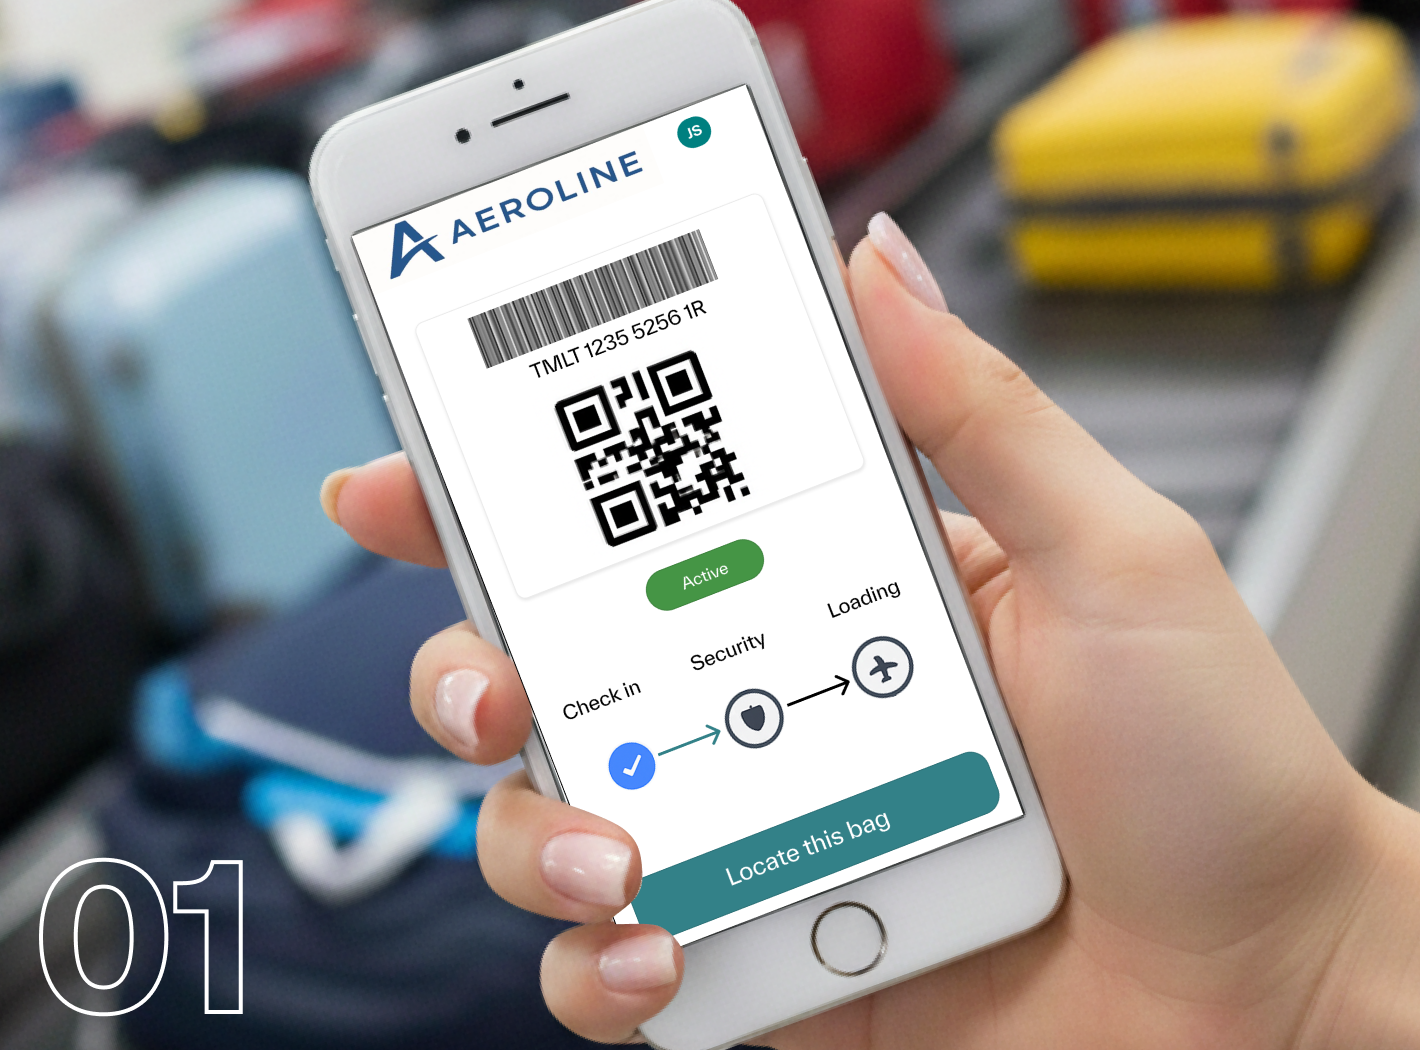 JS
AEROLINE
TMLT 1235 5256 1R
Active
Loading
Security
Check in
Locate this bag
01